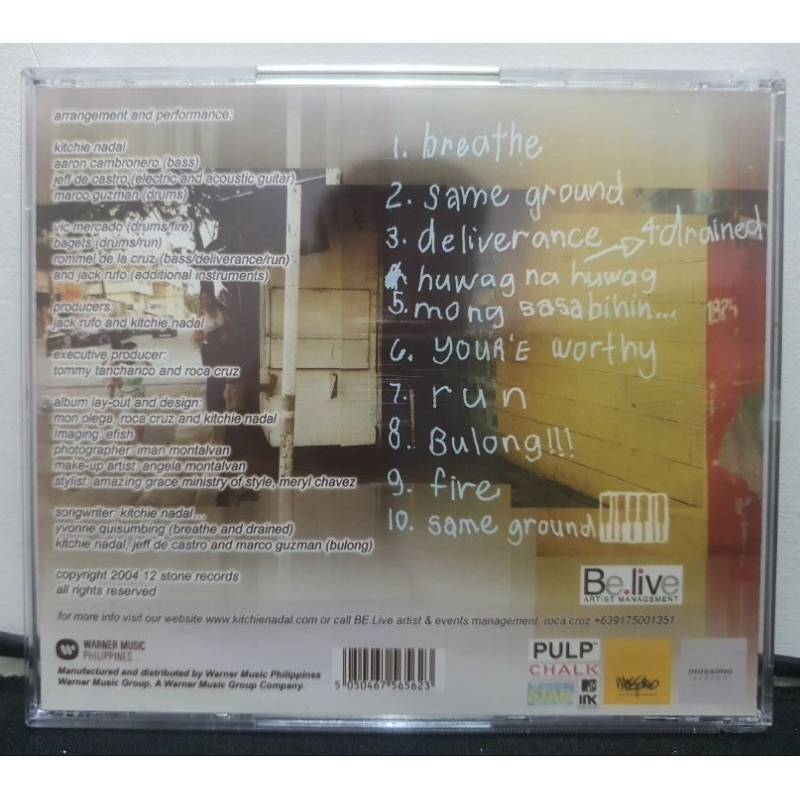 arrangement and performance:
kitchie nadal
aaron cambronero (bass)
jeff de castro (electric and acoustic guitar)
marco guzman (drums)
vic mercado (drums/fire)
bagets (drums/run)
rommel de la cruz (bass/deliverance/run)
and jack rufo (additional instruments)
producers:
jack rufo and kitchie nadal
executive producer:
tommy tanchanco and roca cruz
album lay-out and design:
mon olega, roca cruz and kitchie nadal
Imaging: efish
photographer: iman montalvan
make-up artist: angela montalvan
stylist: amazing grace ministry of style, meryl chavez
songwriter: kitchie nadal...
yvonne quisumbing (breathe and drained)
kitchie nadal, jeff de castro and marco guzman (bulong)
copyright 2004 12 stone records
all rights reserved
1. breathe
2. same ground
3. deliverance
4 drained
huwag na huwag
5. mong sasabihin...
6. YOUR'E worthy
7. run
8. Bulong!!!
9. fire
10. same ground
Be.live
ARTIST MANAGEMENT
for more info visit our website www.kitchienadal.com or call BE.Live artist & events management. roca cruz +639175001351
WARNER MUSIC
PHILIPPINES
Manufactured and distributed by Warner Music Philippines
Warner Music Group, A Warner Music Group Company.
5 050467 565623
PULP
CHALK
MTV
INK
massimo